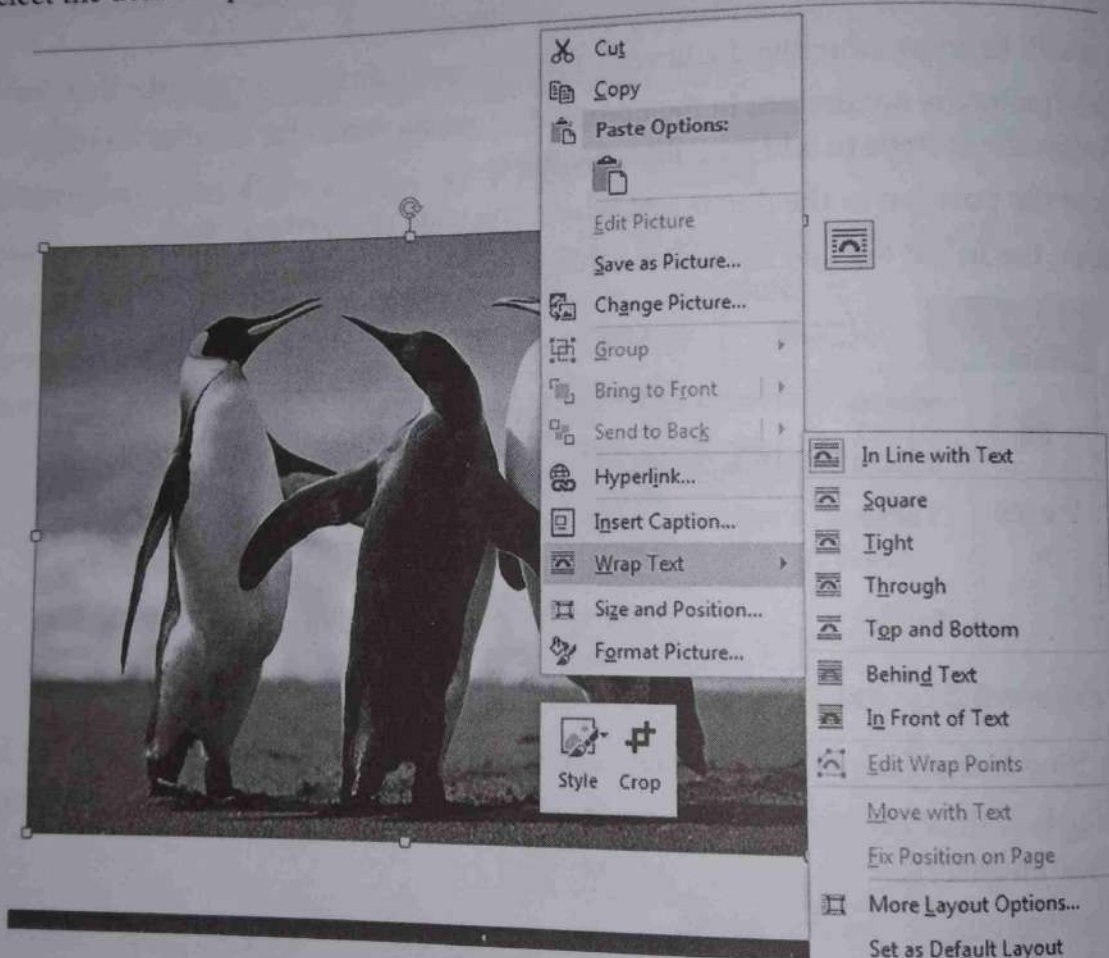 Cut
Copy
Paste Options:
Edit Picture
Save as Picture...
Change Picture...
Group
Bring to Front
Send to Back
Hyperlink...
Insert Caption...
Wrap Text
Size and Position...
Format Picture...
Style Crop
In Line with Text
Square
Tight
Through
Top and Bottom
Behind Text
In Front of Text
Edit Wrap Points
Move with Text
Fix Position on Page
More Layout Options...
Set as Default Layout